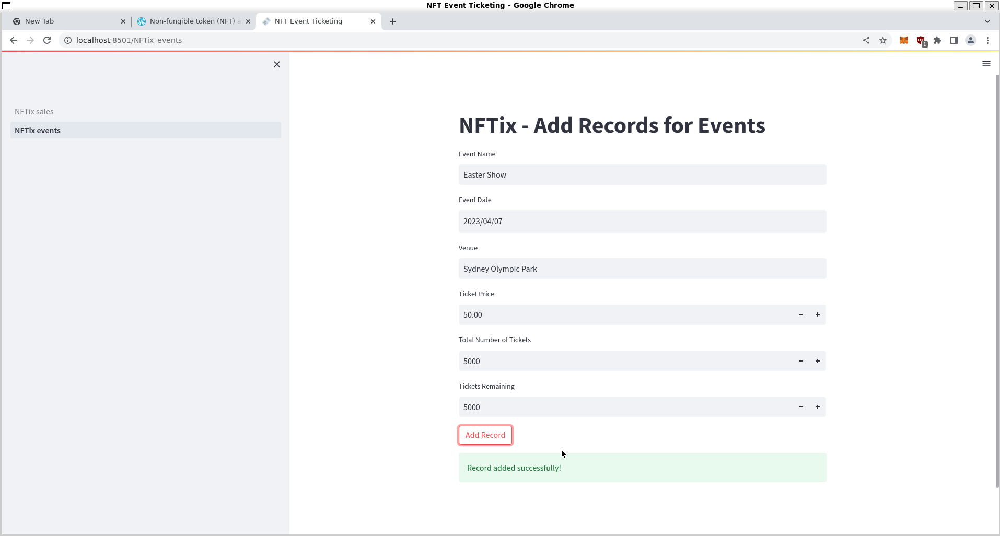 NFT Event Ticketing - Google Chrome
New Tab
Non-fungible token (NFT) a
NFT Event Ticketing
localhost:8501/NFTix_events
1
NFTix sales
NFTix events
NFTix - Add Records for Events
Event Name
Easter Show
Event Date
2023/04/07
Venue
Sydney Olympic Park
Ticket Price
50.00
Total Number of Tickets
5000
Tickets Remaining
5000
Add Record
Record added successfully!